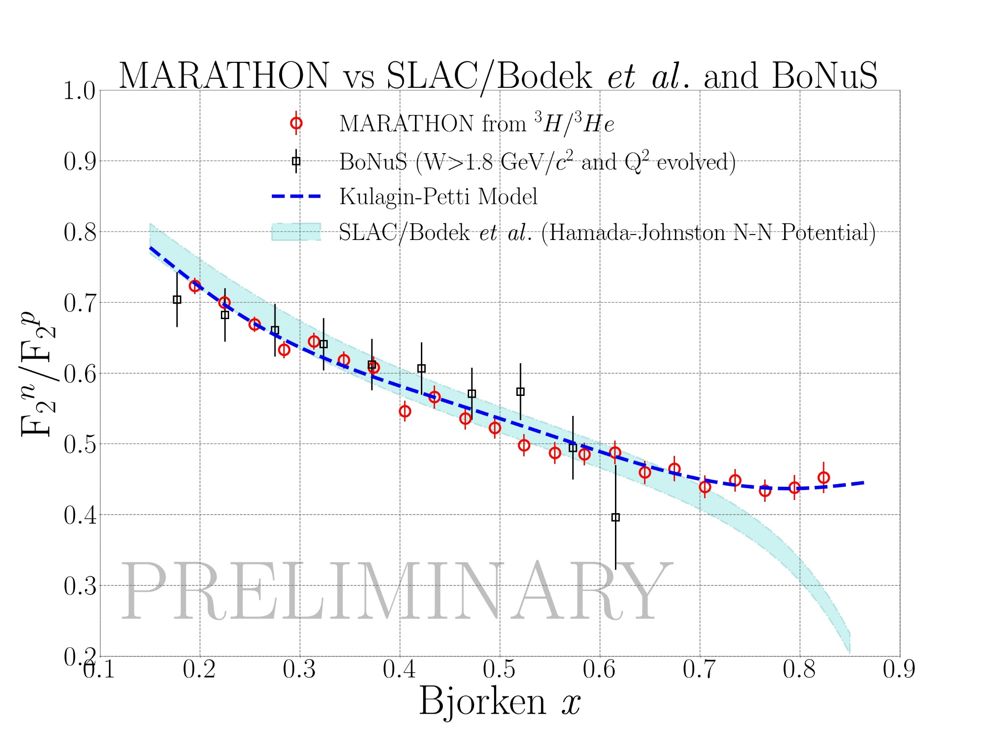 MARATHON vs SLAC/Bodek et al. and BoNuS
MARATHON from ³H/³He
BoNuS (W>1.8 GeV/c² and Q² evolved)
Kulagin-Petti Model
SLAC/Bodek et al. (Hamada-Johnston N-N Potential)
F₂ⁿ/F₂ᵖ
1.0
0.9
0.8
0.7
0.6
0.5
0.4
0.3
0.2
PRELIMINARY
0.1 0.2 0.3 0.4 0.5 0.6 0.7 0.8 0.9
Bjorken x